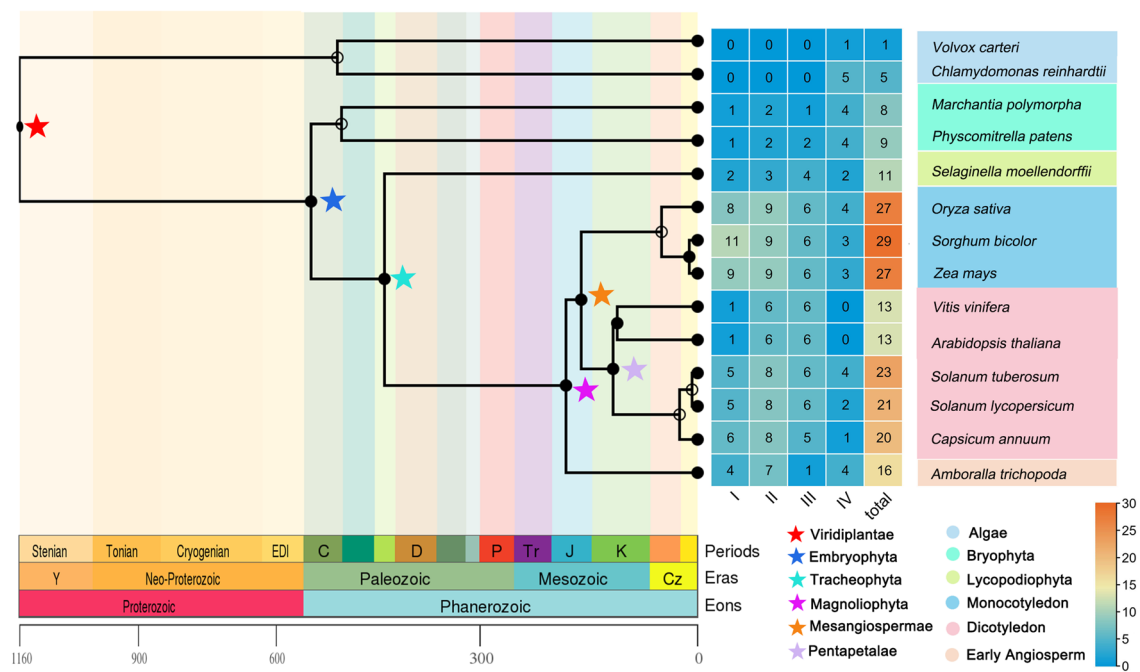 0 0 0 1 1 Volvox carteri
0 0 0 5 5 Chlamydomonas reinhardtii
1 2 1 4 8 Marchantia polymorpha
1 2 2 4 9 Physcomitrella patens
2 3 4 2 11 Selaginella moellendorffii
8 9 6 4 27 Oryza sativa
11 9 6 3 29 Sorghum bicolor
9 9 6 3 27 Zea mays
1 6 6 0 13 Vitis vinifera
1 6 6 0 13 Arabidopsis thaliana
5 8 6 4 23 Solanum tuberosum
5 8 6 2 21 Solanum lycopersicum
6 8 5 1 20 Capsicum annuum
4 7 1 4 16 Amboralla trichopoda
I II III IV total
Stenian Tonian Cryogenian EDI C D P Tr J K Periods
Y Neo-Proterozoic Paleozoic Mesozoic Cz Eras
Proterozoic Phanerozoic Eons
1160 900 600 300 0
Viridiplantae
Embryophyta
Tracheophyta
Magnoliophyta
Mesangiospermae
Pentapetalae
Algae
Bryophyta
Lycopodiophyta
Monocotyledon
Dicotyledon
Early Angiosperm
30
25
20
15
10
5
0